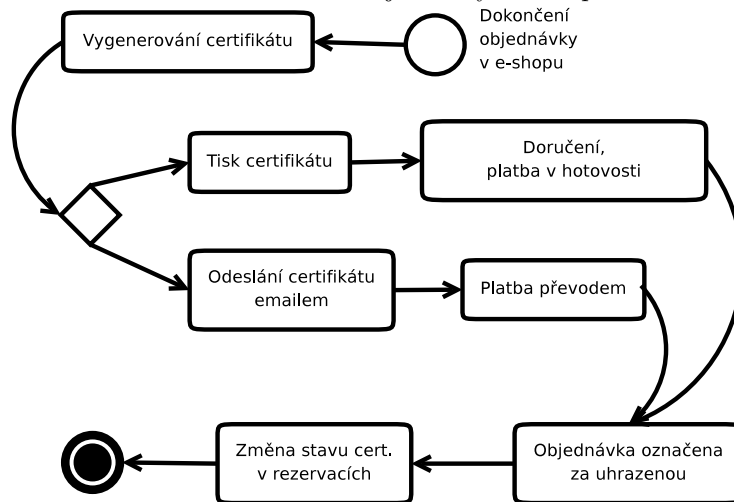 Dokončení
objednávky
v e-shopu
Vygenerování certifikátu
Tisk certifikátu
Doručení,
platba v hotovosti
Odeslání certifikátu
emailem
Platba převodem
Objednávka označena
za uhrazenou
Změna stavu cert.
v rezervacích